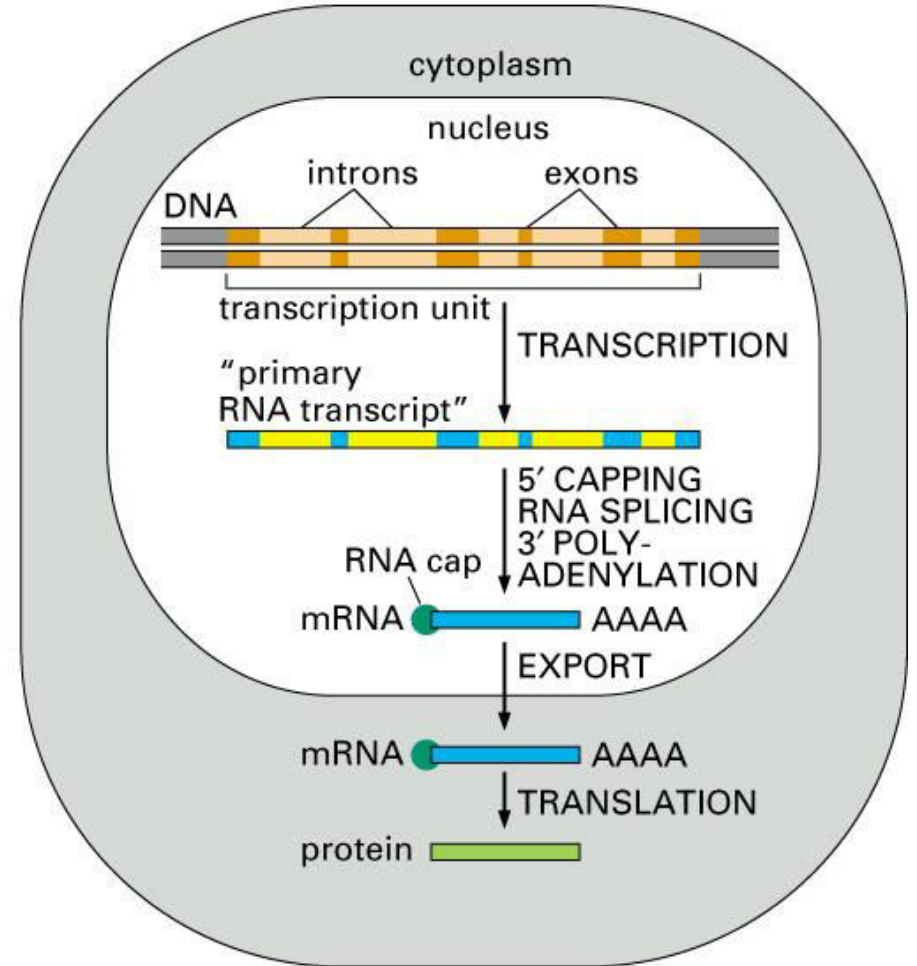 cytoplasm
nucleus
introns
exons
DNA
transcription unit
TRANSCRIPTION
“primary
RNA transcript”
5′ CAPPING
RNA SPLICING
3′ POLY-
ADENYLATION
RNA cap
mRNA
AAAA
EXPORT
mRNA
AAAA
TRANSLATION
protein